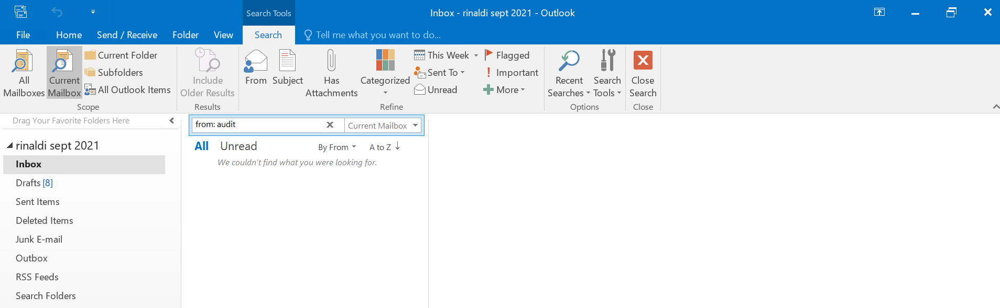 Search Tools
Inbox - rinaldi sept 2021 - Outlook
File Home Send / Receive Folder View Search Tell me what you want to do...
All Mailboxes
Current Mailbox
Current Folder
Subfolders
All Outlook Items
Scope
Include Older Results
Results
From
Subject
Has Attachments
Categorized
This Week
Sent To
Unread
Flagged
! Important
More
Refine
Recent Searches
Search Tools
Options
Close Search
Close
Drag Your Favorite Folders Here
rinaldi sept 2021
Inbox
Drafts [8]
Sent Items
Deleted Items
Junk E-mail
Outbox
RSS Feeds
Search Folders
from: audit
Current Mailbox
All Unread By From A to Z
We couldn't find what you were looking for.